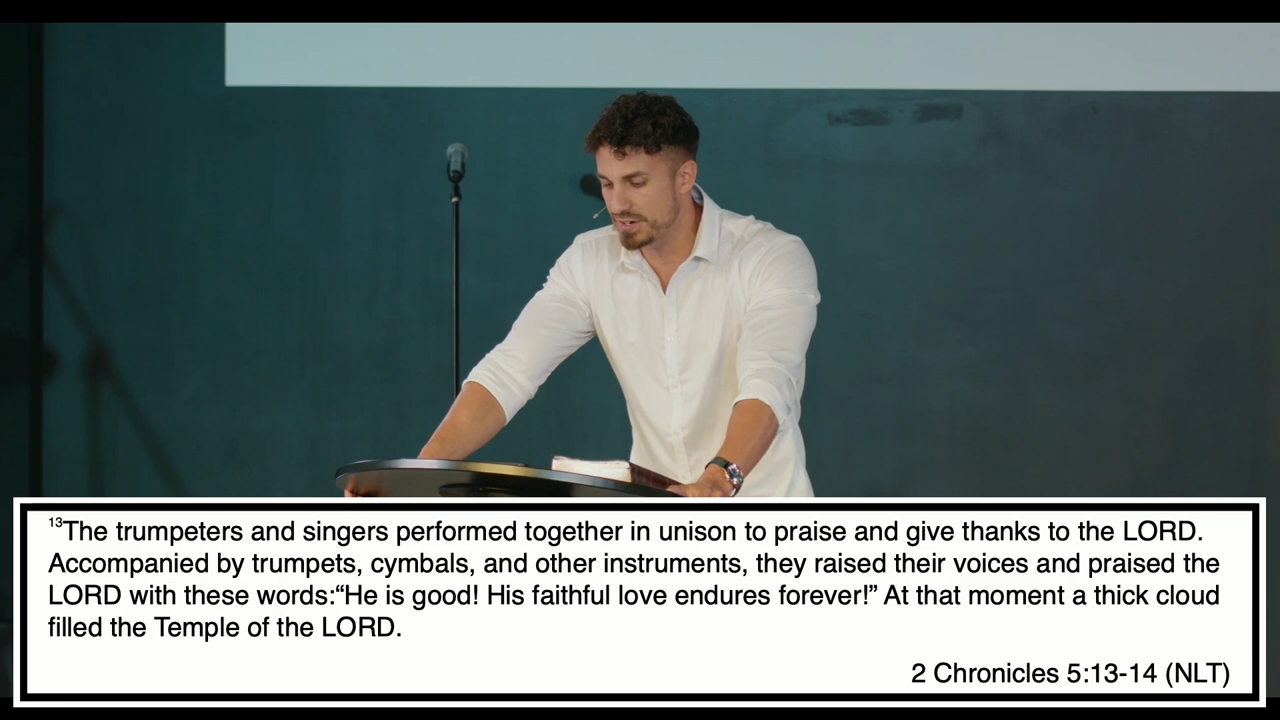 13The trumpeters and singers performed together in unison to praise and give thanks to the LORD.
Accompanied by trumpets, cymbals, and other instruments, they raised their voices and praised the
LORD with these words:“He is good! His faithful love endures forever!” At that moment a thick cloud
filled the Temple of the LORD.
2 Chronicles 5:13-14 (NLT)